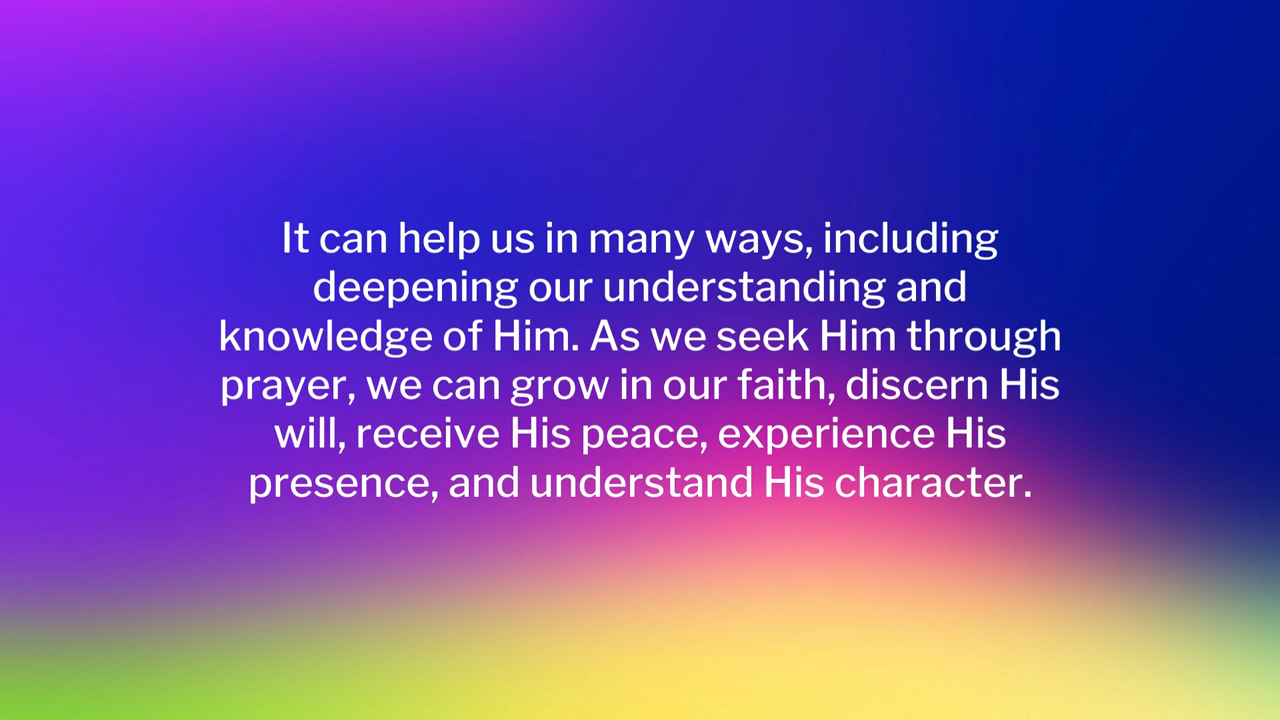 It can help us in many ways, including
deepening our understanding and
knowledge of Him. As we seek Him through
prayer, we can grow in our faith, discern His
will, receive His peace, experience His
presence, and understand His character.